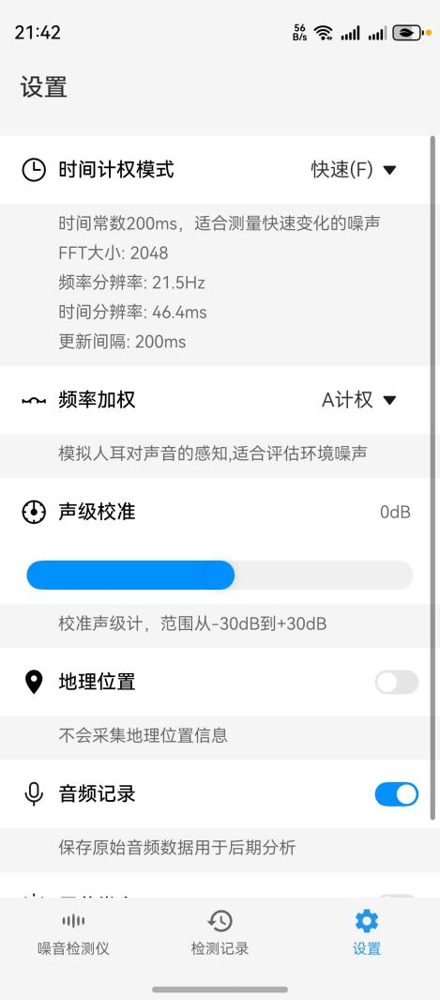 21:42
56
B/s
设置
时间计权模式 快速(F)
时间常数200ms，适合测量快速变化的噪声
FFT大小: 2048
频率分辨率: 21.5Hz
时间分辨率: 46.4ms
更新间隔: 200ms
频率加权 A计权
模拟人耳对声音的感知,适合评估环境噪声
声级校准 0dB
校准声级计，范围从-30dB到+30dB
地理位置
不会采集地理位置信息
音频记录
保存原始音频数据用于后期分析
噪音检测仪 检测记录 设置